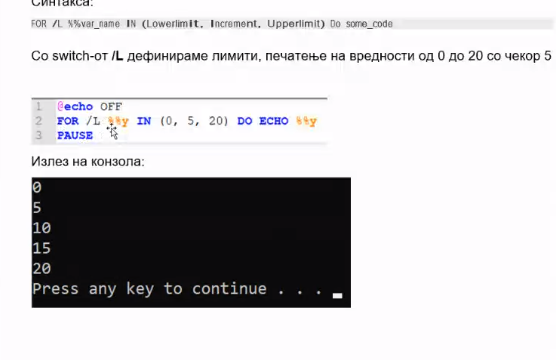 Синтакса:
FOR /L %%var_name IN (Lowerlimit, Increment, Upperlimit) Do some_code
Со switch-от /L дефинираме лимити, печатење на вредности од 0 до 20 со чекор 5
1 @echo OFF
2 FOR /L %%y IN (0, 5, 20) DO ECHO %%y
3 PAUSE
Излез на конзола:
0
5
10
15
20
Press any key to continue . . .